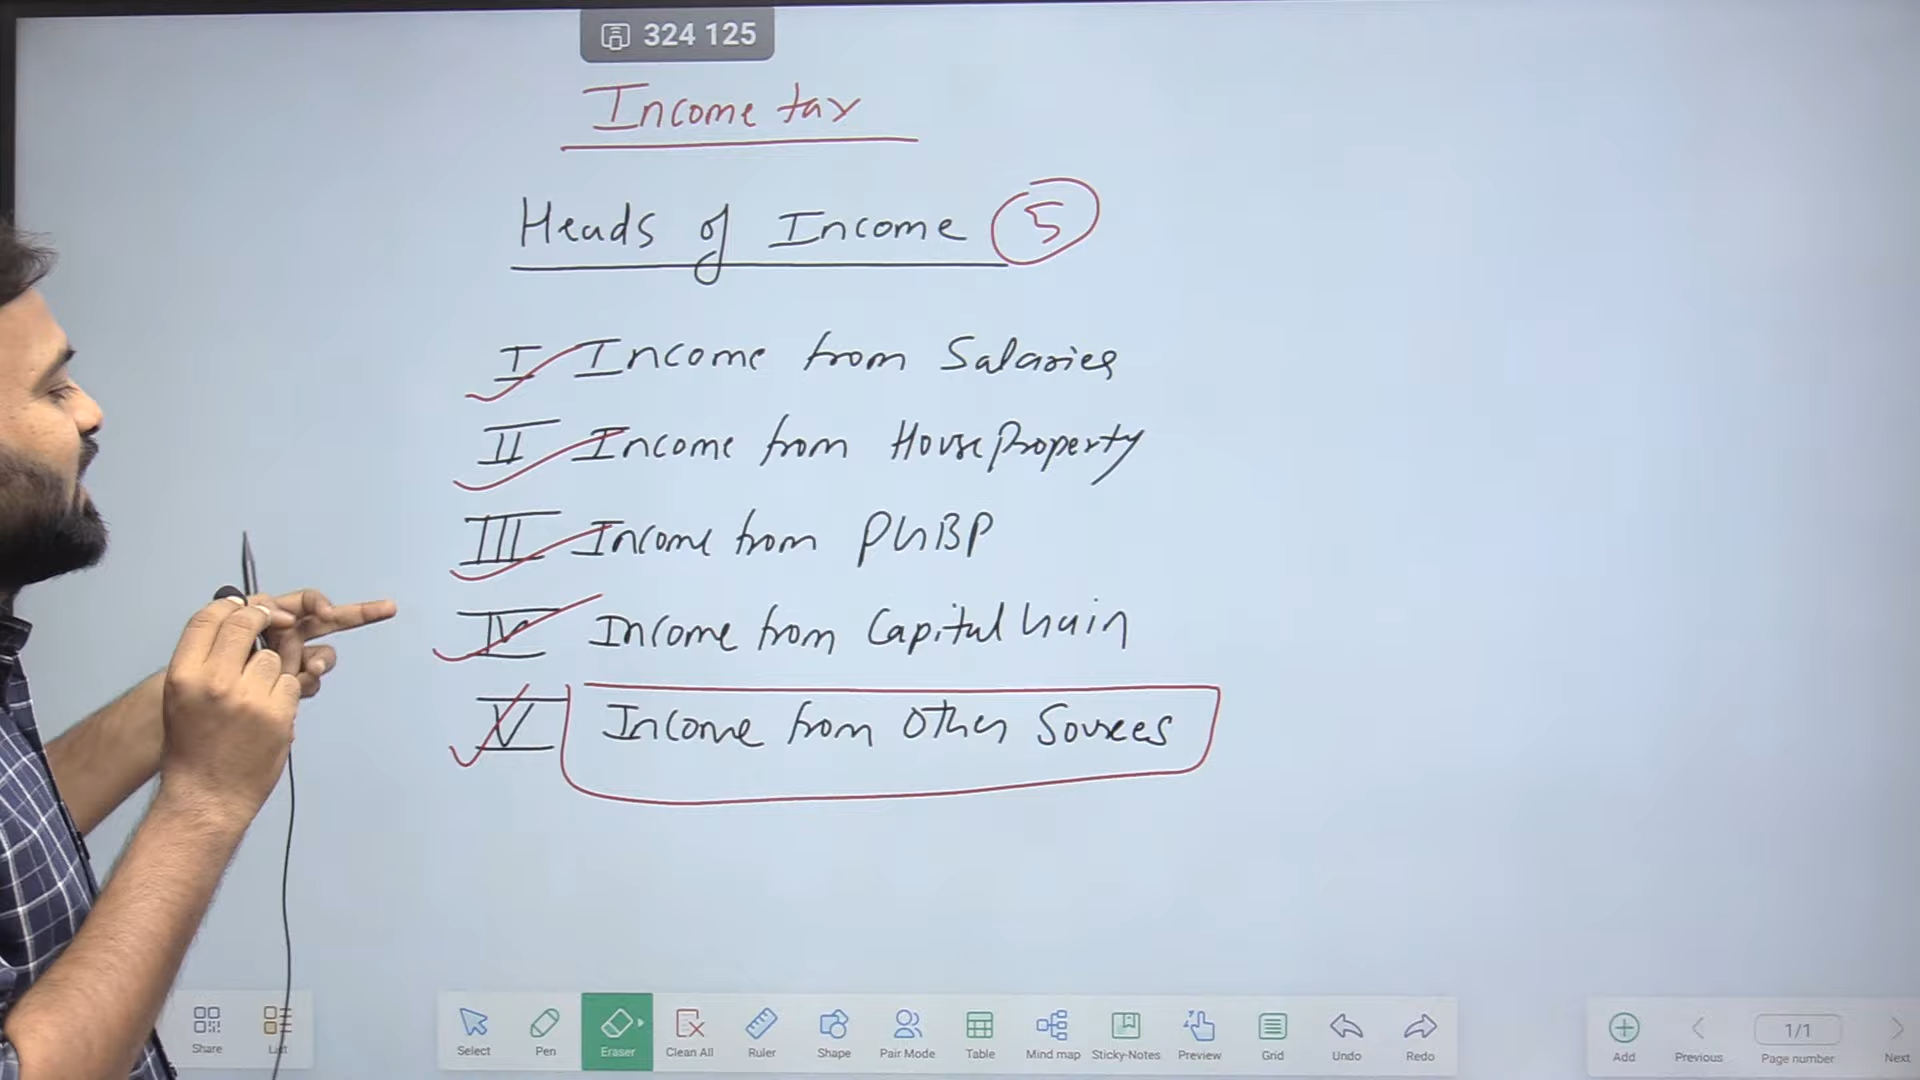 324 125
Income tax
Heads of Income 5
I Income from Salaries
II Income from House Property
III Income from PGBP
IV Income from Capital Gain
V Income from Other Sources
Share
List
Select
Pen
Eraser
Clean All
Ruler
Shape
Pair Mode
Table
Mind map
Sticky-Notes
Preview
Grid
Undo
Redo
Add
Previous
1/1
Page number
Next